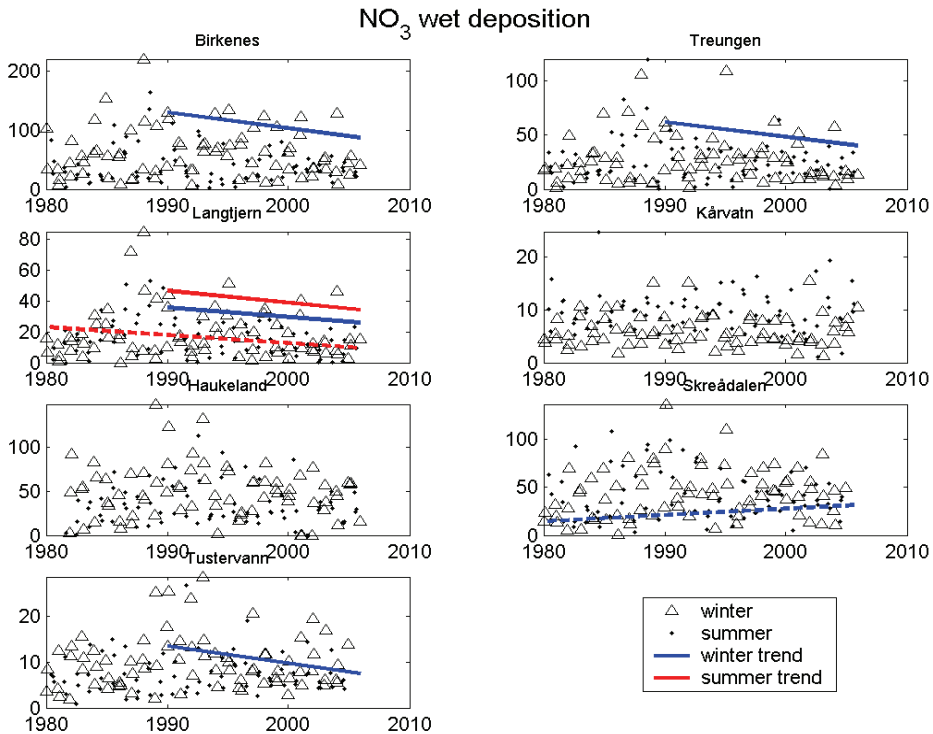 NO3 wet deposition
Birkenes
200
100
0
1980 1990 2000 2010
Treungen
100
50
0
1980 1990 2000 2010
Langtjern
80
60
40
20
0
1980 1990 2000 2010
Kårvatn
20
10
0
1980 1990 2000 2010
Haukeland
100
50
0
1980 1990 2000 2010
Skreådalen
100
50
0
1980 1990 2000 2010
Tustervann
20
10
0
1980 1990 2000 2010
winter
summer
winter trend
summer trend